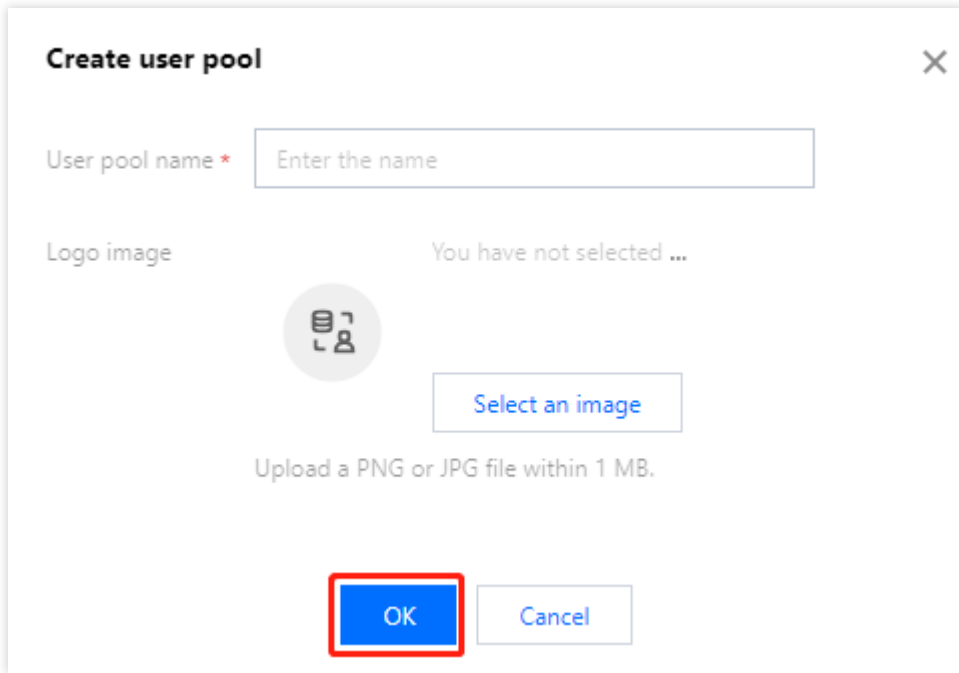 Create user pool
User pool name *
Enter the name
Logo image
You have not selected ...
Select an image
Upload a PNG or JPG file within 1 MB.
OK
Cancel